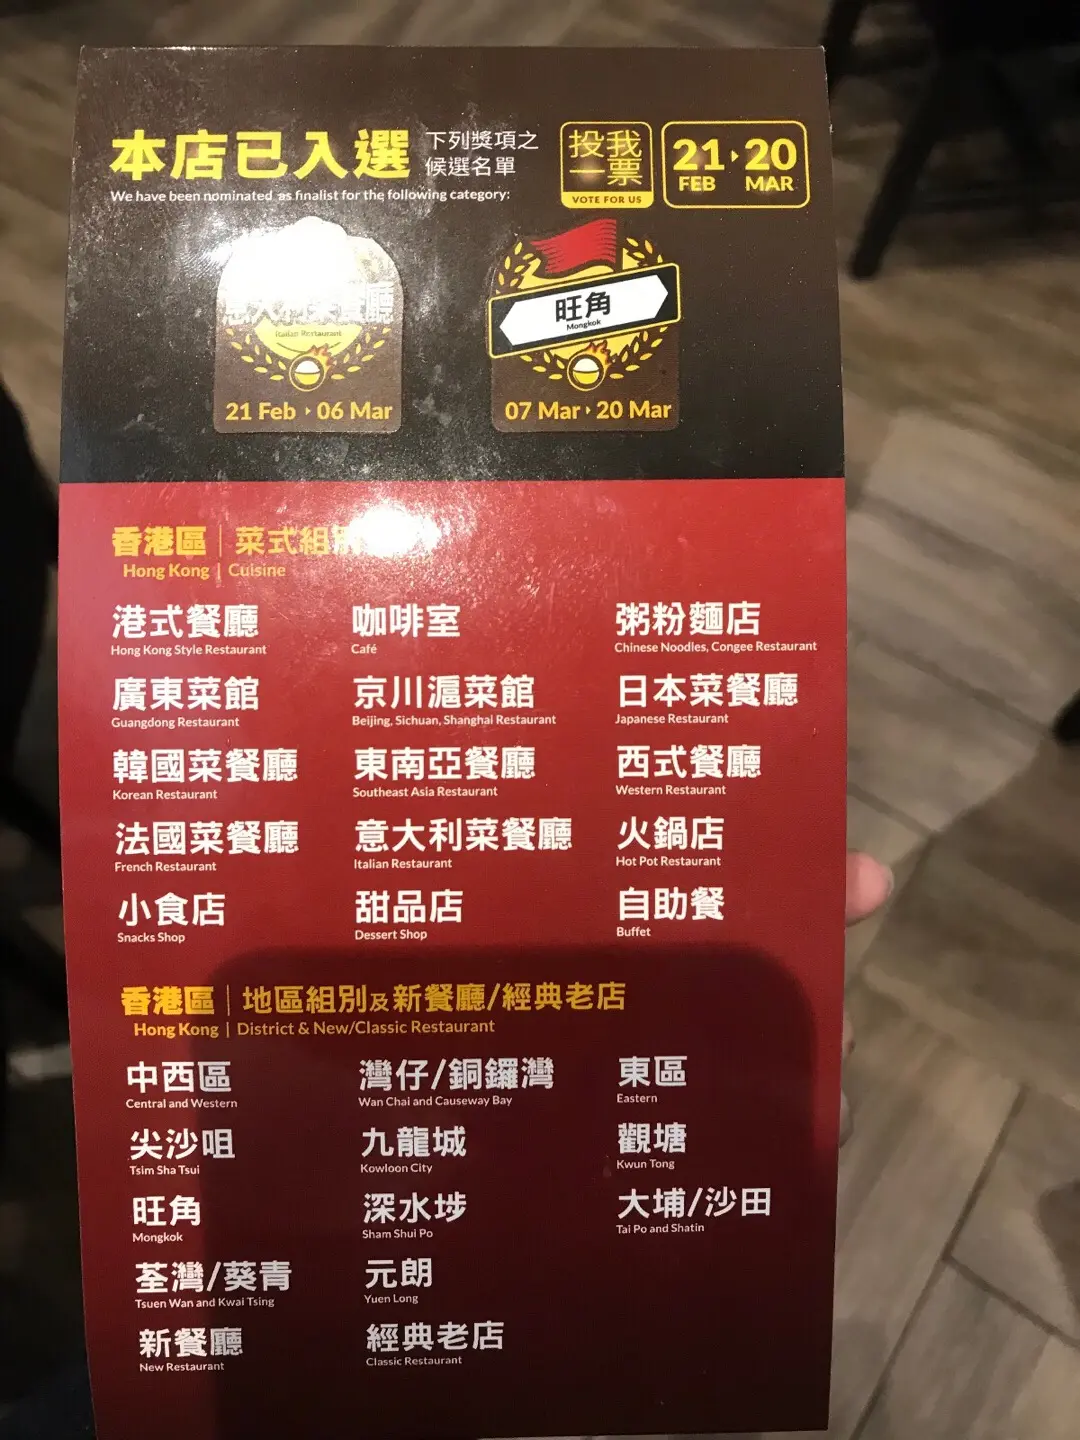 本店已入選 下列獎項之
候選名單
We have been nominated as finalist for the following category:
投我
一票
VOTE FOR US
21 20
FEB MAR
意大利菜餐廳
Italian Restaurant
21 Feb 06 Mar
旺角
Mongkok
07 Mar 20 Mar
香港區 | 菜式組別
Hong Kong | Cuisine
港式餐廳 咖啡室 粥粉麵店
Hong Kong Style Restaurant Café Chinese Noodles, Congee Restaurant
廣東菜館 京川滬菜館 日本菜餐廳
Guangdong Restaurant Beijing, Sichuan, Shanghai Restaurant Japanese Restaurant
韓國菜餐廳 東南亞餐廳 西式餐廳
Korean Restaurant Southeast Asia Restaurant Western Restaurant
法國菜餐廳 意大利菜餐廳 火鍋店
French Restaurant Italian Restaurant Hot Pot Restaurant
小食店 甜品店 自助餐
Snacks Shop Dessert Shop Buffet
香港區 | 地區組別及新餐廳/經典老店
Hong Kong | District & New/Classic Restaurant
中西區 灣仔/銅鑼灣 東區
Central and Western Wan Chai and Causeway Bay Eastern
尖沙咀 九龍城 觀塘
Tsim Sha Tsui Kowloon City Kwun Tong
旺角 深水埗 大埔/沙田
Mongkok Sham Shui Po Tai Po and Shatin
荃灣/葵青 元朗
Tsuen Wan and Kwai Tsing Yuen Long
新餐廳 經典老店
New Restaurant Classic Restaurant